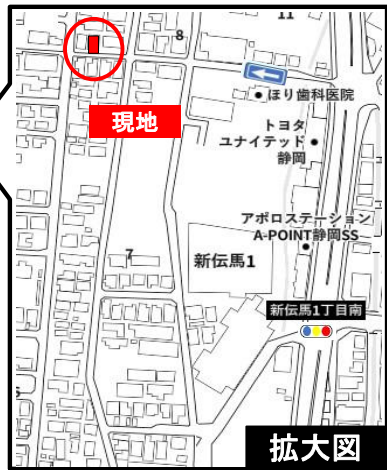 11
8
ほり歯科医院
現地
トヨタ
ユナイテッド
静岡
アポロステーション
A-POINT静岡SS
7
新伝馬1
新伝馬1丁目南
拡大図